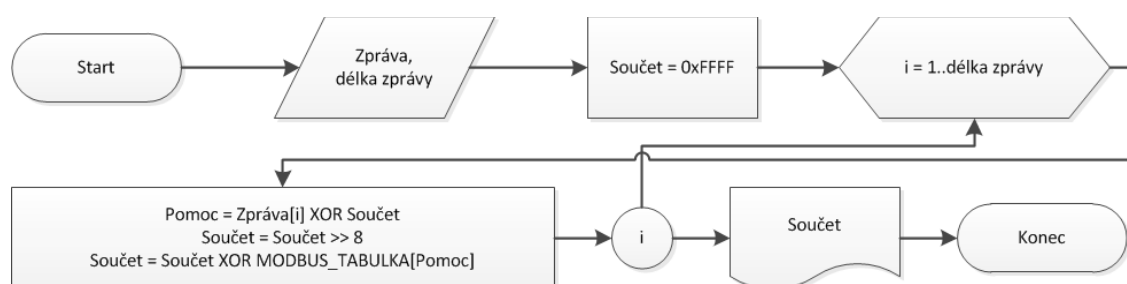 Start
Zpráva,
délka zprávy
Součet = 0xFFFF
i = 1..délka zprávy
Pomoc = Zpráva[i] XOR Součet
Součet = Součet >> 8
Součet = Součet XOR MODBUS_TABULKA[Pomoc]
i
Součet
Konec